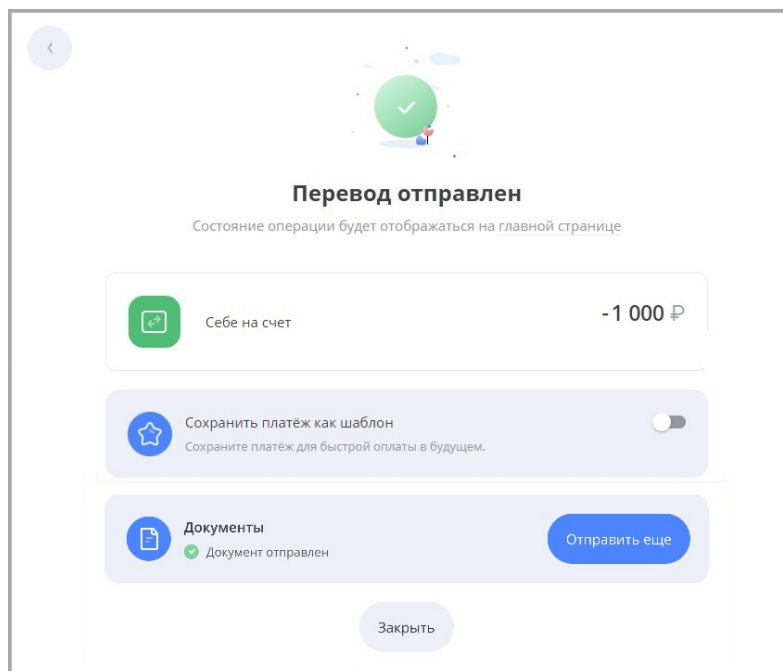 Перевод отправлен
Состояние операции будет отображаться на главной странице
Себе на счет
-1 000 ₽
Сохранить платёж как шаблон
Сохраните платёж для быстрой оплаты в будущем.
Документы
Документ отправлен
Отправить еще
Закрыть